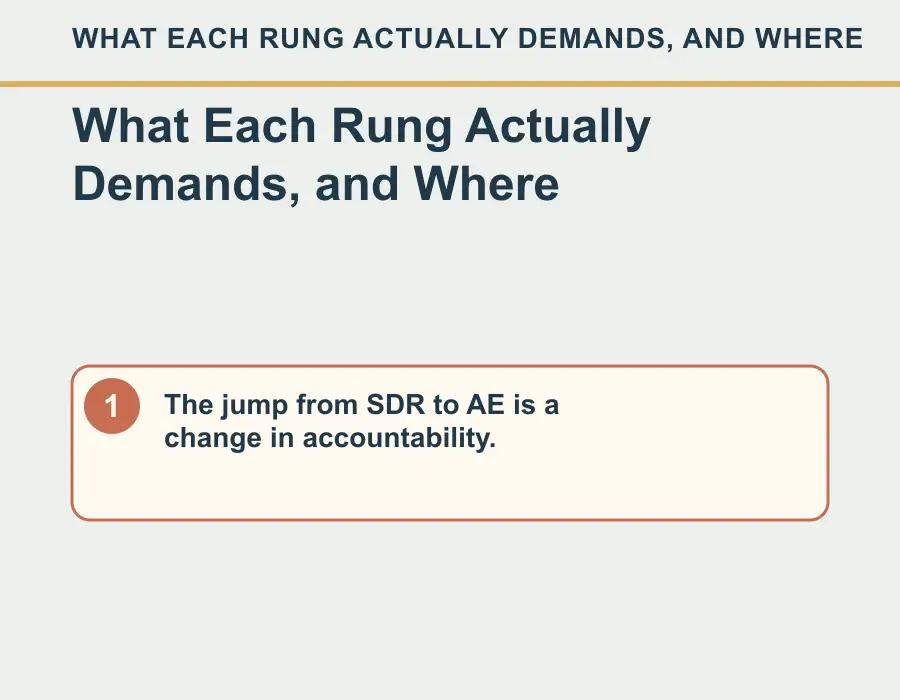 WHAT EACH RUNG ACTUALLY DEMANDS, AND WHERE
What Each Rung Actually
Demands, and Where
1
The jump from SDR to AE is a
change in accountability.